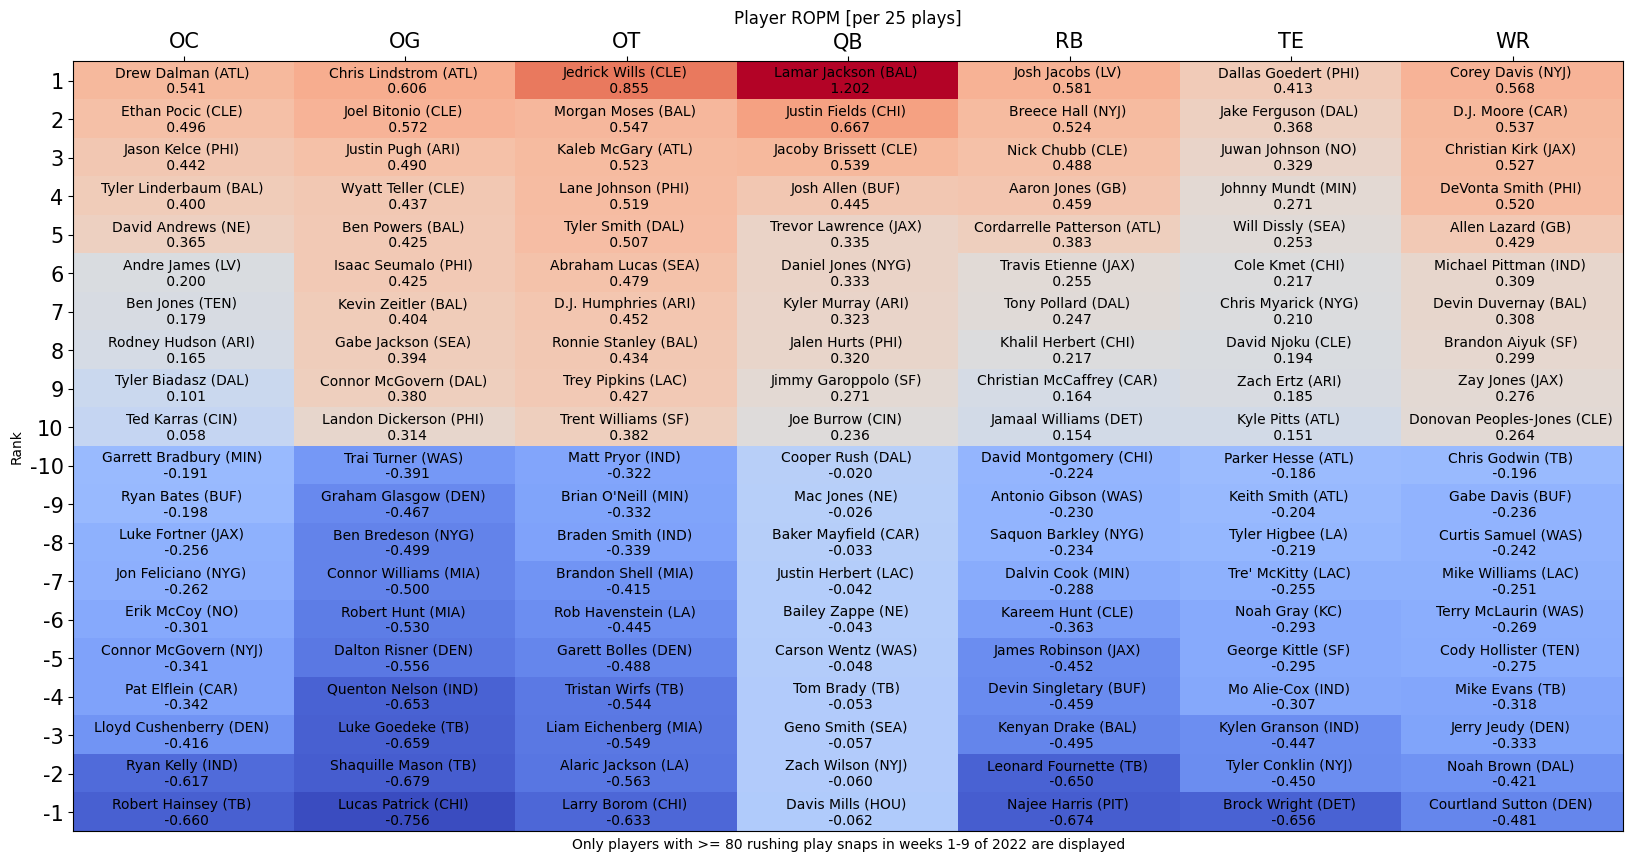 Player ROPM [per 25 plays]
OC OG OT QB RB TE WR
1 Drew Dalman (ATL) Chris Lindstrom (ATL) Jedrick Wills (CLE) Lamar Jackson (BAL) Josh Jacobs (LV) Dallas Goedert (PHI) Corey Davis (NYJ)
0.541 0.606 0.855 1.202 0.581 0.413 0.568
2 Ethan Pocic (CLE) Joel Bitonio (CLE) Morgan Moses (BAL) Justin Fields (CHI) Breece Hall (NYJ) Jake Ferguson (DAL) D.J. Moore (CAR)
0.496 0.572 0.547 0.667 0.524 0.368 0.537
3 Jason Kelce (PHI) Justin Pugh (ARI) Kaleb McGary (ATL) Jacoby Brissett (CLE) Nick Chubb (CLE) Juwan Johnson (NO) Christian Kirk (JAX)
0.442 0.490 0.523 0.539 0.488 0.329 0.527
4 Tyler Linderbaum (BAL) Wyatt Teller (CLE) Lane Johnson (PHI) Josh Allen (BUF) Aaron Jones (GB) Johnny Mundt (MIN) DeVonta Smith (PHI)
0.400 0.437 0.519 0.445 0.459 0.271 0.520
5 David Andrews (NE) Ben Powers (BAL) Tyler Smith (DAL) Trevor Lawrence (JAX) Cordarrelle Patterson (ATL) Will Dissly (SEA) Allen Lazard (GB)
0.365 0.425 0.507 0.335 0.383 0.253 0.429
6 Andre James (LV) Isaac Seumalo (PHI) Abraham Lucas (SEA) Daniel Jones (NYG) Travis Etienne (JAX) Cole Kmet (CHI) Michael Pittman (IND)
0.200 0.425 0.479 0.333 0.255 0.217 0.309
7 Ben Jones (TEN) Kevin Zeitler (BAL) D.J. Humphries (ARI) Kyler Murray (ARI) Tony Pollard (DAL) Chris Myarick (NYG) Devin Duvernay (BAL)
0.179 0.404 0.452 0.323 0.247 0.210 0.308
8 Rodney Hudson (ARI) Gabe Jackson (SEA) Ronnie Stanley (BAL) Jalen Hurts (PHI) Khalil Herbert (CHI) David Njoku (CLE) Brandon Aiyuk (SF)
0.165 0.394 0.434 0.320 0.217 0.194 0.299
9 Tyler Biadasz (DAL) Connor McGovern (DAL) Trey Pipkins (LAC) Jimmy Garoppolo (SF) Christian McCaffrey (CAR) Zach Ertz (ARI) Zay Jones (JAX)
0.101 0.380 0.427 0.271 0.164 0.185 0.276
10 Ted Karras (CIN) Landon Dickerson (PHI) Trent Williams (SF) Joe Burrow (CIN) Jamaal Williams (DET) Kyle Pitts (ATL) Donovan Peoples-Jones (CLE)
0.058 0.314 0.382 0.236 0.154 0.151 0.264
Rank
-10 Garrett Bradbury (MIN) Trai Turner (WAS) Matt Pryor (IND) Cooper Rush (DAL) David Montgomery (CHI) Parker Hesse (ATL) Chris Godwin (TB)
-0.191 -0.391 -0.322 -0.020 -0.224 -0.186 -0.196
-9 Ryan Bates (BUF) Graham Glasgow (DEN) Brian O'Neill (MIN) Mac Jones (NE) Antonio Gibson (WAS) Keith Smith (ATL) Gabe Davis (BUF)
-0.198 -0.467 -0.332 -0.026 -0.230 -0.204 -0.236
-8 Luke Fortner (JAX) Ben Bredeson (NYG) Braden Smith (IND) Baker Mayfield (CAR) Saquon Barkley (NYG) Tyler Higbee (LA) Curtis Samuel (WAS)
-0.256 -0.499 -0.339 -0.033 -0.234 -0.219 -0.242
-7 Jon Feliciano (NYG) Connor Williams (MIA) Brandon Shell (MIA) Justin Herbert (LAC) Dalvin Cook (MIN) Tre' McKitty (LAC) Mike Williams (LAC)
-0.262 -0.500 -0.415 -0.042 -0.288 -0.255 -0.251
-6 Erik McCoy (NO) Robert Hunt (MIA) Rob Havenstein (LA) Bailey Zappe (NE) Kareem Hunt (CLE) Noah Gray (KC) Terry McLaurin (WAS)
-0.301 -0.530 -0.445 -0.043 -0.363 -0.293 -0.269
-5 Connor McGovern (NYJ) Dalton Risner (DEN) Garett Bolles (DEN) Carson Wentz (WAS) James Robinson (JAX) George Kittle (SF) Cody Hollister (TEN)
-0.341 -0.556 -0.488 -0.048 -0.452 -0.295 -0.275
-4 Pat Elflein (CAR) Quenton Nelson (IND) Tristan Wirfs (TB) Tom Brady (TB) Devin Singletary (BUF) Mo Alie-Cox (IND) Mike Evans (TB)
-0.342 -0.653 -0.544 -0.053 -0.459 -0.307 -0.318
-3 Lloyd Cushenberry (DEN) Luke Goedeke (TB) Liam Eichenberg (MIA) Geno Smith (SEA) Kenyan Drake (BAL) Kylen Granson (IND) Jerry Jeudy (DEN)
-0.416 -0.659 -0.549 -0.057 -0.495 -0.447 -0.333
-2 Ryan Kelly (IND) Shaquille Mason (TB) Alaric Jackson (LA) Zach Wilson (NYJ) Leonard Fournette (TB) Tyler Conklin (NYJ) Noah Brown (DAL)
-0.617 -0.679 -0.563 -0.060 -0.650 -0.450 -0.421
-1 Robert Hainsey (TB) Lucas Patrick (CHI) Larry Borom (CHI) Davis Mills (HOU) Najee Harris (PIT) Brock Wright (DET) Courtland Sutton (DEN)
-0.660 -0.756 -0.633 -0.062 -0.674 -0.656 -0.481
Only players with >= 80 rushing play snaps in weeks 1-9 of 2022 are displayed